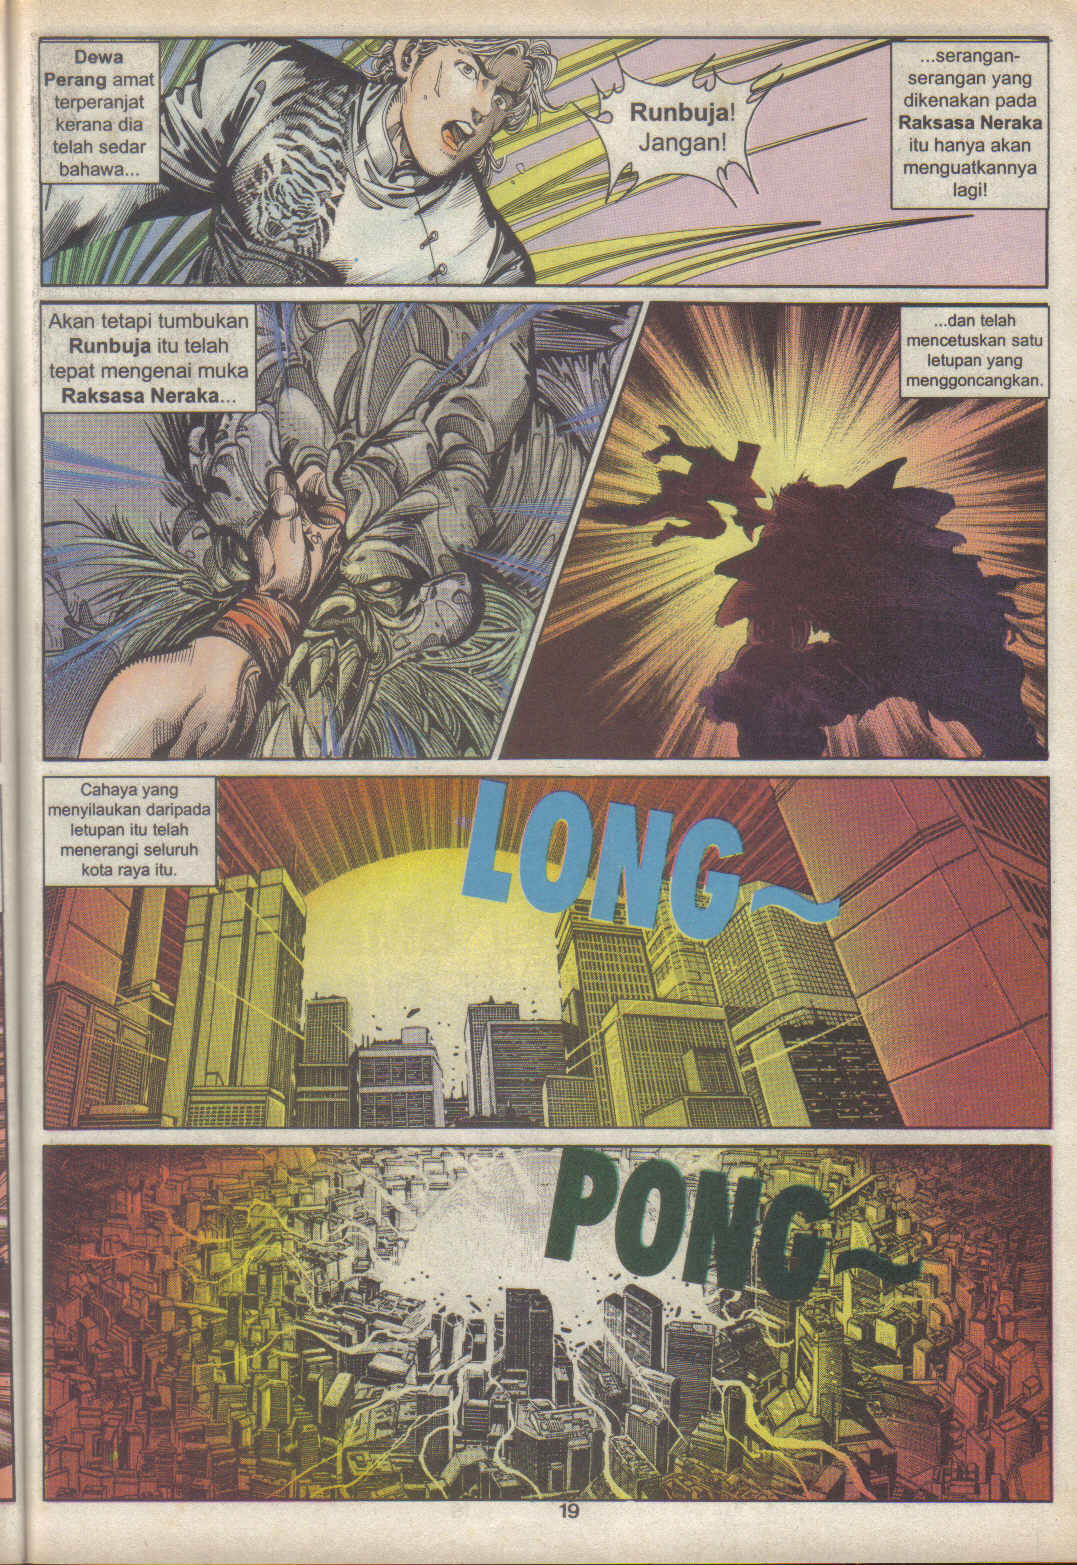 Dewa
Perang amat
terperanjat
kerana dia
telah sedar
bahawa...
Runbuja!
Jangan!
...serangan-
serangan yang
dikenakan pada
Raksasa Neraka
itu hanya akan
menguatkannya
lagi!
Akan tetapi tumbukan
Runbuja itu telah
tepat mengenai muka
Raksasa Neraka...
...dan telah
mencetuskan satu
letupan yang
menggoncangkan.
Cahaya yang
menyilaukan daripada
letupan itu telah
menerangi seluruh
kota raya itu.
LONG~
PONG~
19